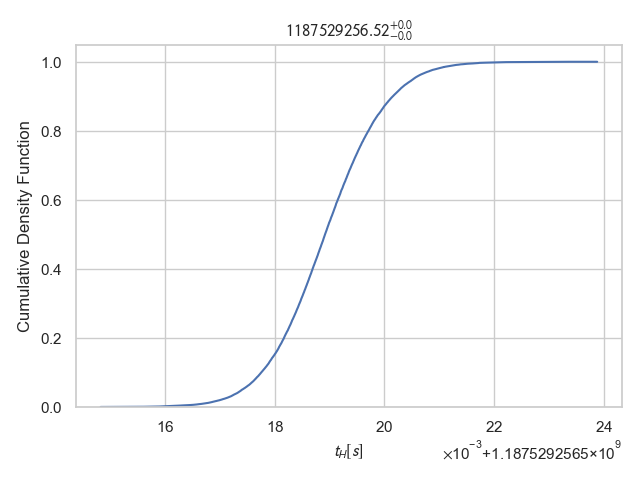 1187529256.52^{+0.0}_{-0.0}
1.0
0.8
0.6
0.4
0.2
0.0
Cumulative Density Function
16 18 20 22 24
t_H[s]
×10^{−3}+1.1875292565×10^{9}